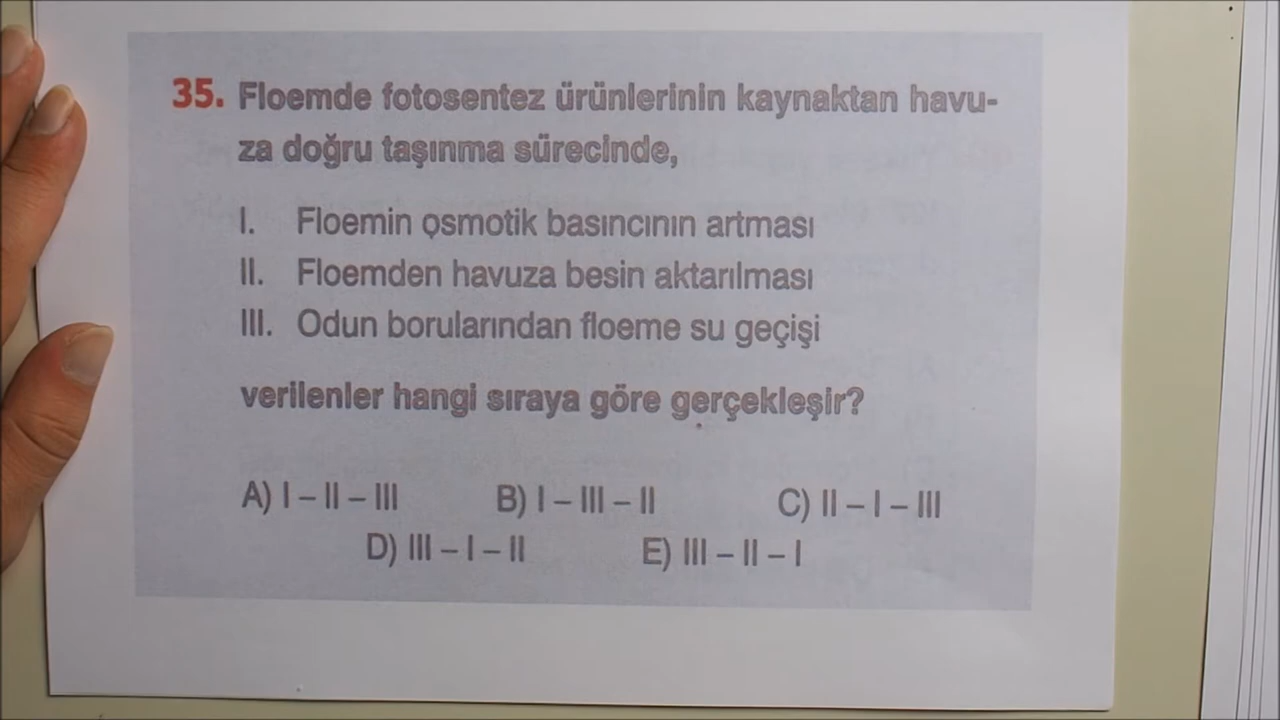 35. Floemde fotosentez ürünlerinin kaynaktan havu-
za doğru taşınma sürecinde,
I. Floemin osmotik basıncının artması
II. Floemden havuza besin aktarılması
III. Odun borularından floeme su geçişi
verilenler hangi sıraya göre gerçekleşir?
A) I – II – III B) I – III – II C) II – I – III
D) III – I – II E) III – II – I